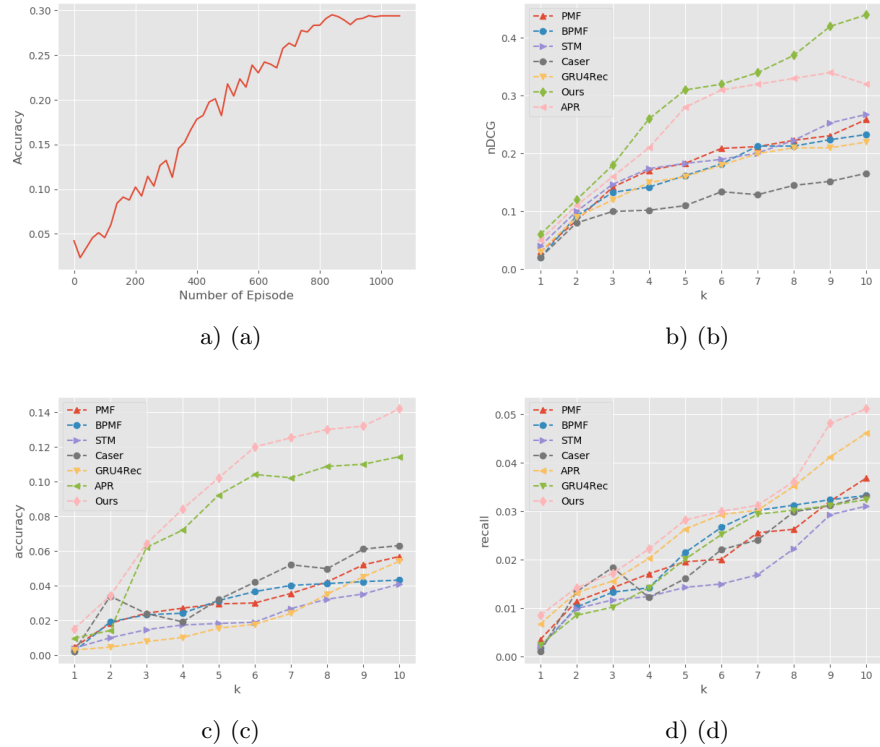 0.30
0.25
0.20
0.15
0.10
0.05
Accuracy
0 200 400 600 800 1000
Number of Episode
a) (a)
PMF
BPMF
STM
Caser
GRU4Rec
Ours
APR
0.4
0.3
0.2
0.1
0.0
nDCG
1 2 3 4 5 6 7 8 9 10
k
b) (b)
PMF
BPMF
STM
Caser
GRU4Rec
APR
Ours
0.14
0.12
0.10
0.08
0.06
0.04
0.02
0.00
accuracy
1 2 3 4 5 6 7 8 9 10
k
c) (c)
PMF
BPMF
STM
Caser
APR
GRU4Rec
Ours
0.05
0.04
0.03
0.02
0.01
0.00
recall
1 2 3 4 5 6 7 8 9 10
k
d) (d)